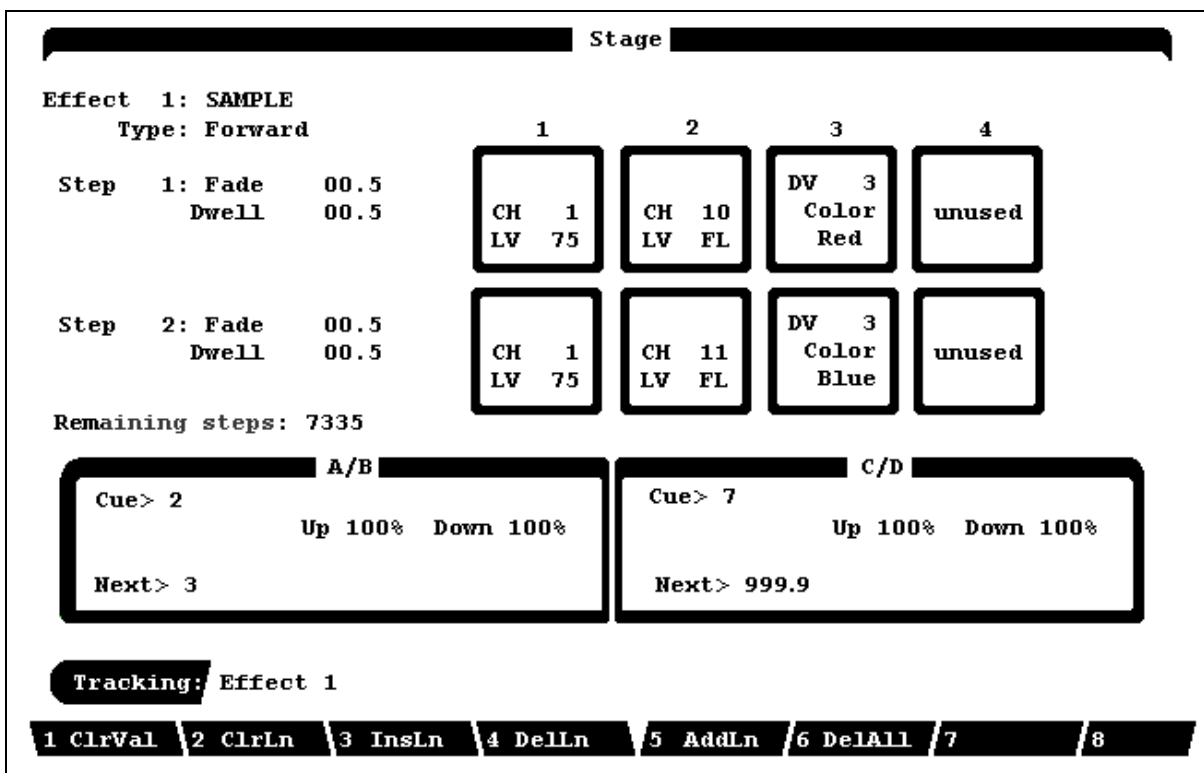 Stage
Effect 1: SAMPLE
Type: Forward
1 2 3 4
Step 1: Fade 00.5
Dwell 00.5
CH 1
LV 75
CH 10
LV FL
DV 3
Color
Red
unused
Step 2: Fade 00.5
Dwell 00.5
CH 1
LV 75
CH 11
LV FL
DV 3
Color
Blue
unused
Remaining steps: 7335
A/B
Cue> 2
Up 100% Down 100%
Next> 3
C/D
Cue> 7
Up 100% Down 100%
Next> 999.9
Tracking: Effect 1
1 ClrVal 2 ClrLn 3 InsLn 4 DelLn 5 AddLn 6 DelAll 7 8